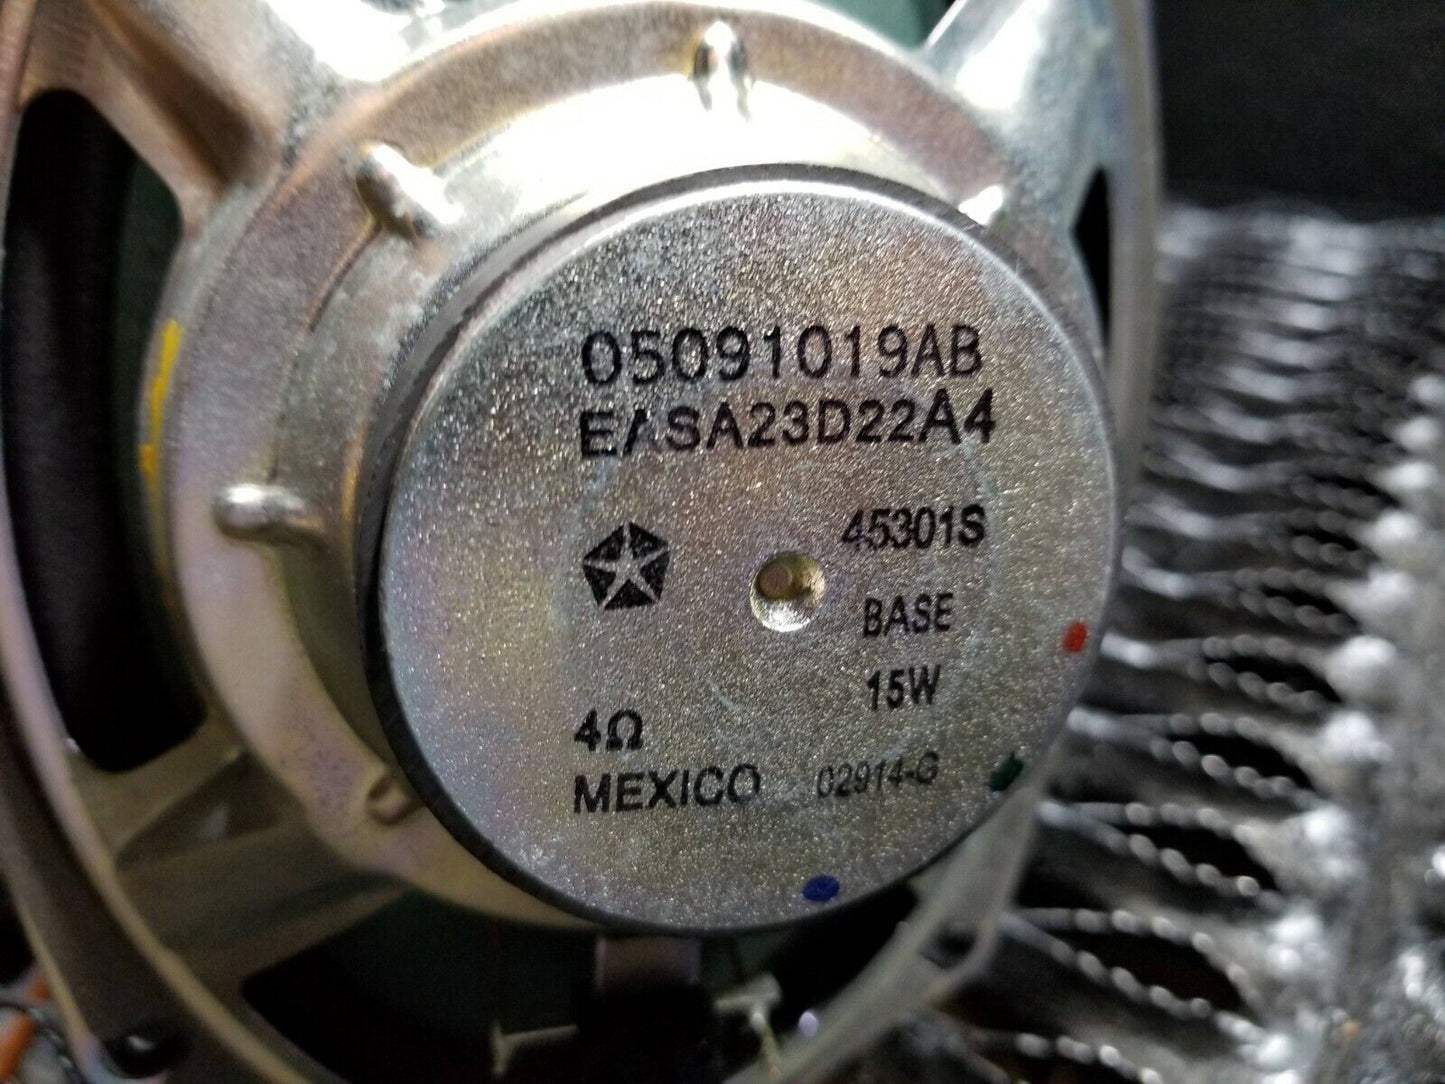 05091019AB
EASA23D22A4
45301S
BASE
15W
4Ω
MEXICO 02914-G